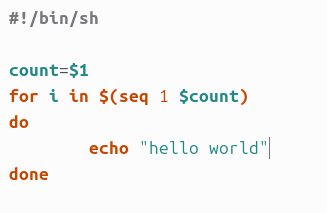 #!/bin/sh

count=$1
for i in $(seq 1 $count)
do
        echo "hello world"
done